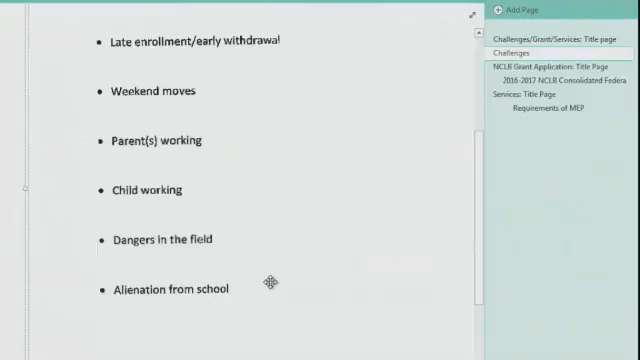 Late enrollment/early withdrawal
Weekend moves
Parent(s) working
Child working
Dangers in the field
Alienation from school
Add Page
Challenges/Grant/Services: Title page
Challenges
NCLB Grant Application: Title Page
2016-2017 NCLB Consolidated Federa
Services: Title Page
Requirements of MEP